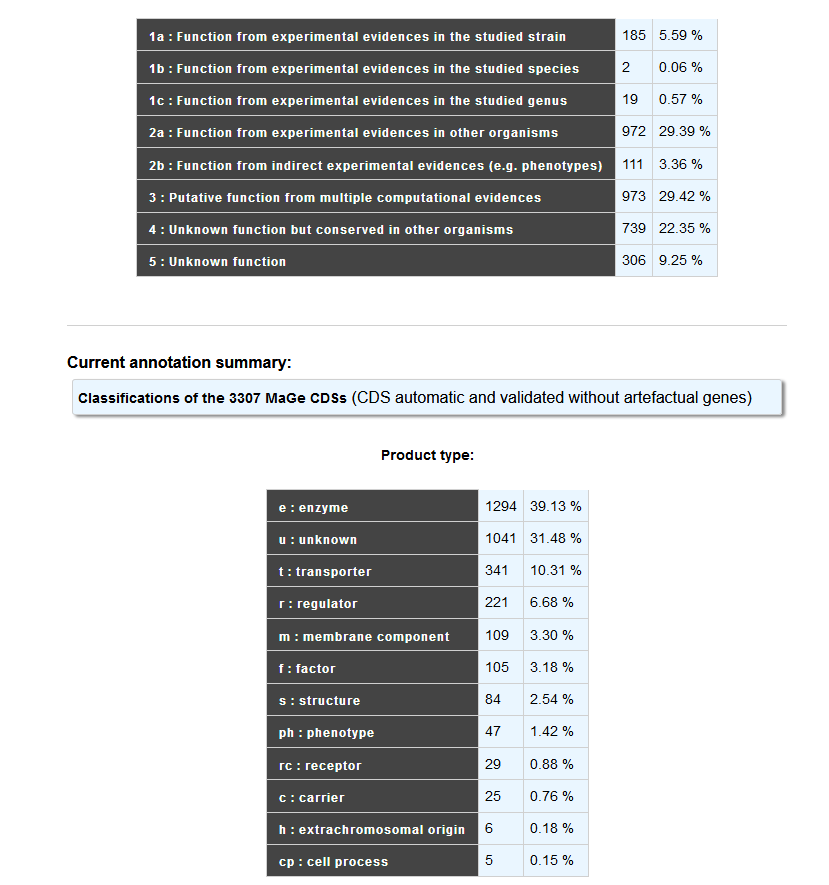 1a : Function from experimental evidences in the studied strain 185 5.59 %
1b : Function from experimental evidences in the studied species 2 0.06 %
1c : Function from experimental evidences in the studied genus 19 0.57 %
2a : Function from experimental evidences in other organisms 972 29.39 %
2b : Function from indirect experimental evidences (e.g. phenotypes) 111 3.36 %
3 : Putative function from multiple computational evidences 973 29.42 %
4 : Unknown function but conserved in other organisms 739 22.35 %
5 : Unknown function 306 9.25 %
Current annotation summary:
Classifications of the 3307 MaGe CDSs (CDS automatic and validated without artefactual genes)
Product type:
e : enzyme 1294 39.13 %
u : unknown 1041 31.48 %
t : transporter 341 10.31 %
r : regulator 221 6.68 %
m : membrane component 109 3.30 %
f : factor 105 3.18 %
s : structure 84 2.54 %
ph : phenotype 47 1.42 %
rc : receptor 29 0.88 %
c : carrier 25 0.76 %
h : extrachromosomal origin 6 0.18 %
cp : cell process 5 0.15 %